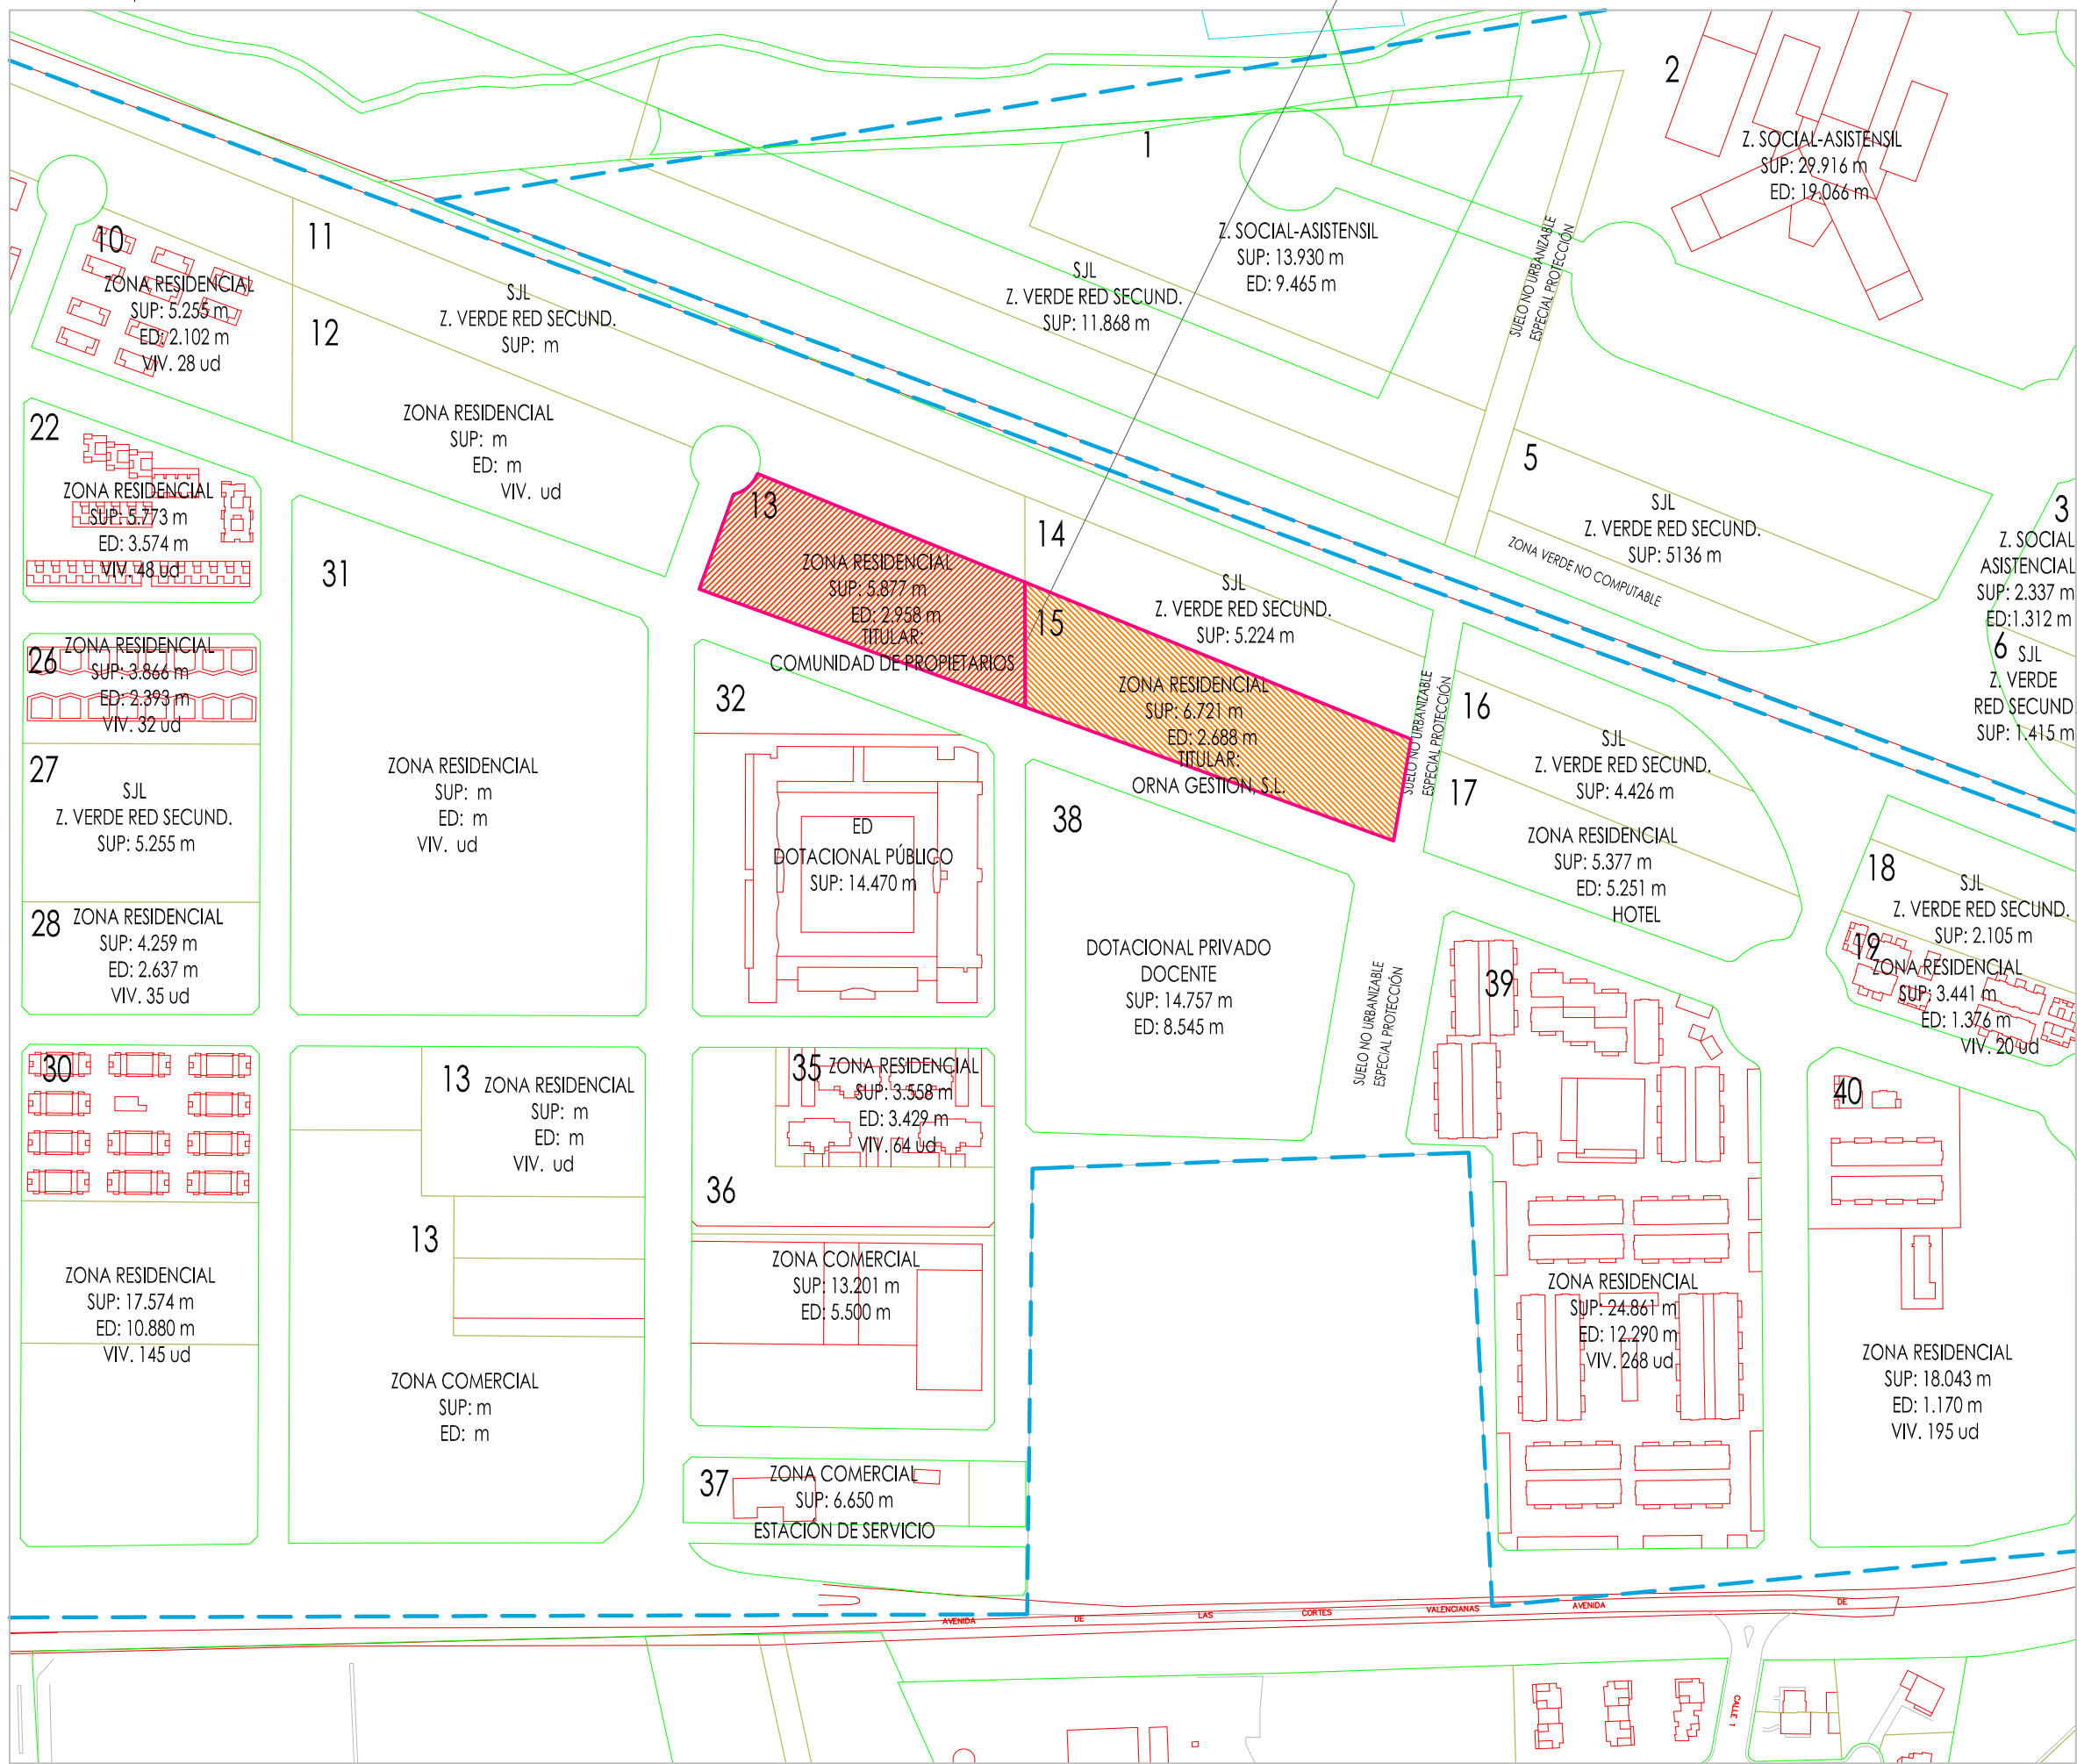 1
Z. SOCIAL-ASISTENSIL
SUP: 13.930 m
ED: 9.465 m
2
Z. SOCIAL-ASISTENSIL
SUP: 29.916 m
ED: 19.066 m
SJL
Z. VERDE RED SECUND.
SUP: 11.868 m
SUELO NO URBANIZABLE
ESPECIAL PROTECCIÓN
10
ZONA RESIDENCIAL
SUP: 5.255 m
ED: 2.102 m
VIV. 28 ud
11
SJL
Z. VERDE RED SECUND.
SUP: m
12
ZONA RESIDENCIAL
SUP: m
ED: m
VIV. ud
22
ZONA RESIDENCIAL
SUP: 5.773 m
ED: 3.574 m
VIV. 48 ud
5
SJL
Z. VERDE RED SECUND.
SUP: 5136 m
ZONA VERDE NO COMPUTABLE
3
Z. SOCIAL
ASISTENCIAL
SUP: 2.337 m
ED:1.312 m
6
SJL
Z. VERDE
RED SECUND.
SUP: 1.415 m
13
ZONA RESIDENCIAL
SUP: 5.877 m
ED: 2.958 m
TITULAR:
COMUNIDAD DE PROPIETARIOS
14
SJL
Z. VERDE RED SECUND.
SUP: 5.224 m
15
ZONA RESIDENCIAL
SUP: 6.721 m
ED: 2.688 m
TITULAR:
ORNA GESTION, S.L.
SUELO NO URBANIZABLE
ESPECIAL PROTECCIÓN
16
SJL
Z. VERDE RED SECUND.
SUP: 4.426 m
17
ZONA RESIDENCIAL
SUP: 5.377 m
ED: 5.251 m
HOTEL
18
SJL
Z. VERDE RED SECUND.
SUP: 2.105 m
19
ZONA RESIDENCIAL
SUP: 3.441 m
ED: 1.376 m
VIV. 20 ud
26
ZONA RESIDENCIAL
SUP: 3.866 m
ED: 2.393 m
VIV. 32 ud
27
SJL
Z. VERDE RED SECUND.
SUP: 5.255 m
28
ZONA RESIDENCIAL
SUP: 4.259 m
ED: 2.637 m
VIV. 35 ud
31
ZONA RESIDENCIAL
SUP: m
ED: m
VIV. ud
32
ED
DOTACIONAL PÚBLICO
SUP: 14.470 m
38
DOTACIONAL PRIVADO
DOCENTE
SUP: 14.757 m
ED: 8.545 m
SUELO NO URBANIZABLE
ESPECIAL PROTECCIÓN
39
ZONA RESIDENCIAL
SUP: 24.861 m
ED: 12.290 m
VIV. 268 ud
40
ZONA RESIDENCIAL
SUP: 18.043 m
ED: 1.170 m
VIV. 195 ud
30
ZONA RESIDENCIAL
SUP: 17.574 m
ED: 10.880 m
VIV. 145 ud
13
ZONA RESIDENCIAL
SUP: m
ED: m
VIV. ud
13
ZONA COMERCIAL
SUP: m
ED: m
35
ZONA RESIDENCIAL
SUP: 3.558 m
ED: 3.429 m
VIV. 64 ud
36
ZONA COMERCIAL
SUP: 13.201 m
ED: 5.500 m
37
ZONA COMERCIAL
SUP: 6.650 m
ESTACIÓN DE SERVICIO
AVENIDA DE LAS CORTES VALENCIANAS AVENIDA DE
CALLE 1